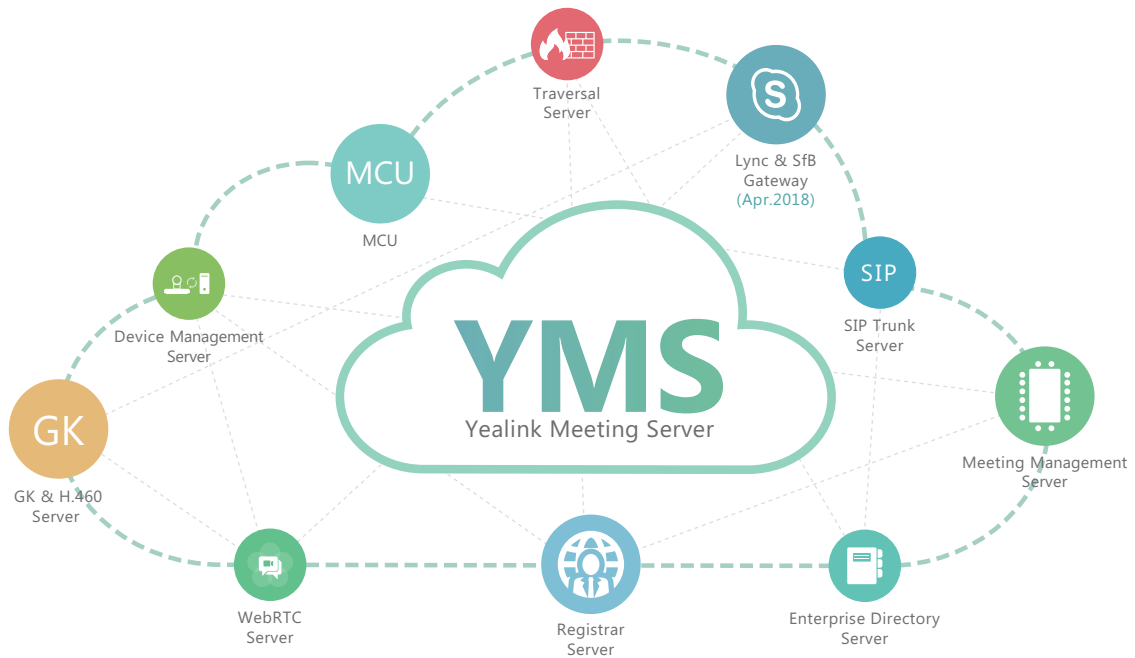 Traversal
Server
S
Lync & SfB
Gateway
(Apr.2018)
MCU
MCU
SIP
SIP Trunk
Server
Device Management
Server
YMS
Yealink Meeting Server
GK
GK & H.460
Server
Meeting Management
Server
WebRTC
Server
Registrar
Server
Enterprise Directory
Server